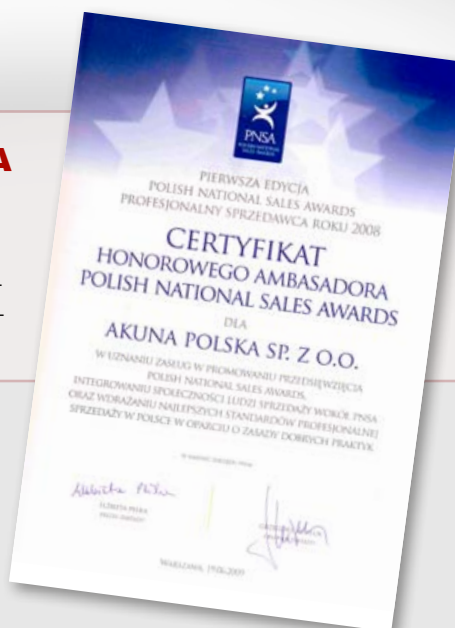 A
PNSA
PIERWSZA EDYCJA
POLISH NATIONAL SALES AWARDS
PROFESJONALNY SPRZEDAWCA ROKU 2008
CERTYFIKAT
HONOROWEGO AMBASADORA
POLISH NATIONAL SALES AWARDS
DLA
AKUNA POLSKA SP. Z O.O.
W UZNANIU ZASŁUG W PROMOWANIU PRZEDSIĘWZIĘCIA
POLISH NATIONAL SALES AWARDS,
INTEGROWANIU SPOŁECZNOŚCI LUDZI SPRZEDAŻY WOKÓŁ PNSA
ORAZ WDRAŻANIU NAJLEPSZYCH STANDARDÓW PROFESJONALNEJ
SPRZEDAŻY W POLSCE W OPARCIU O ZASADY DOBRYCH PRAKTYK
ELŻBIETA PEŁKA
WARSZAWA, 19.06.2009